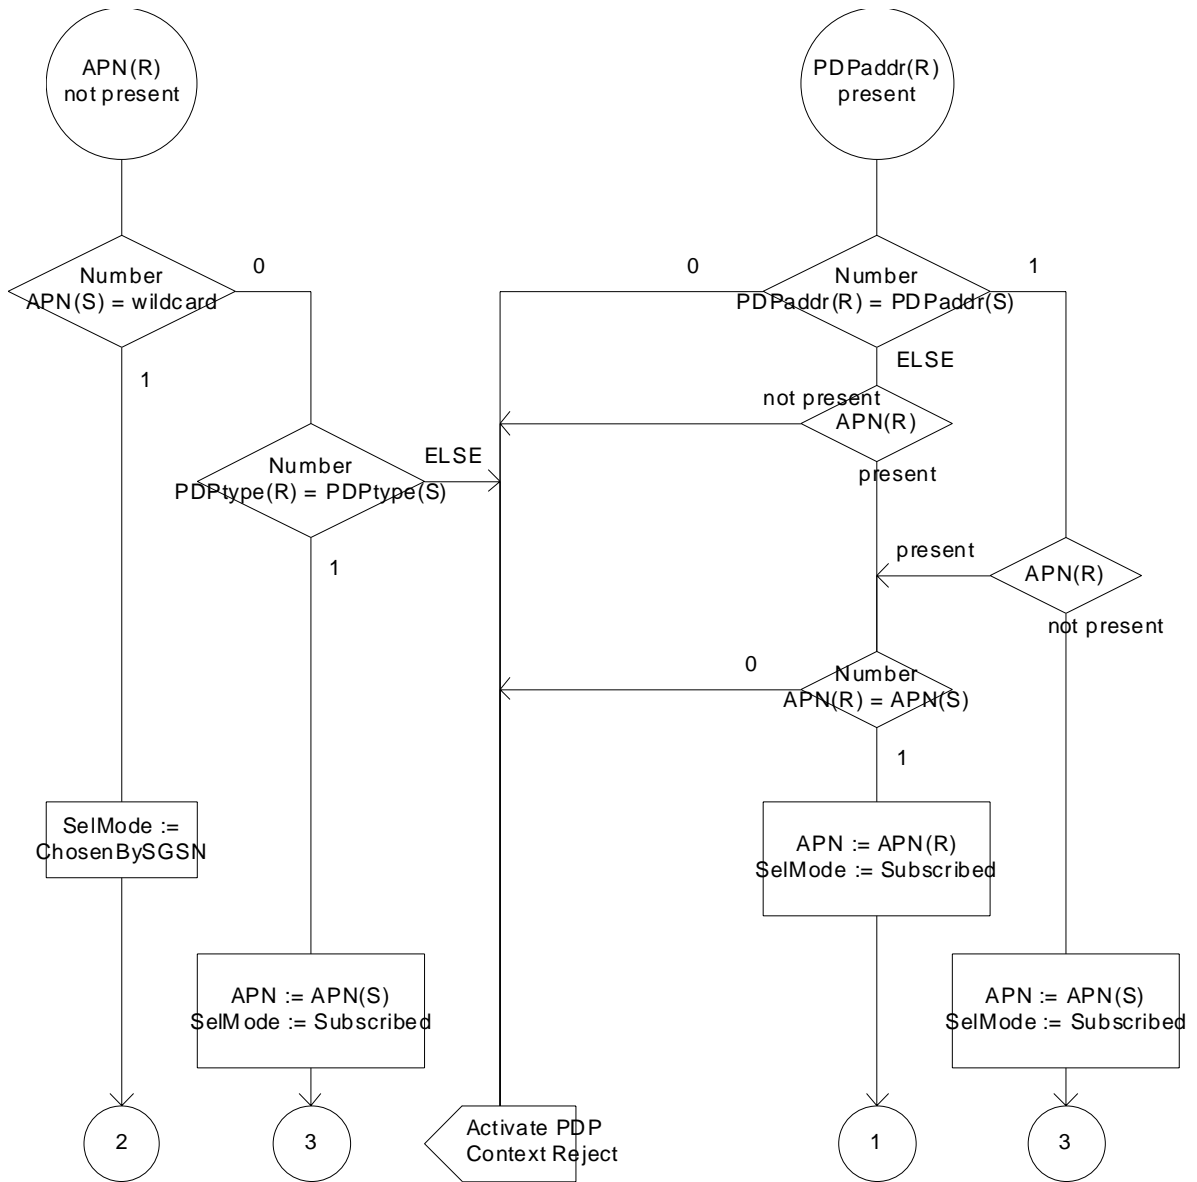 APN(R)
not present
PDPaddr(R)
present
Number
APN(S) = wildcard
0
1
0
Number
PDPaddr(R) = PDPaddr(S)
1
ELSE
not present
APN(R)
present
Number
PDPtype(R) = PDPtype(S)
ELSE
1
present
APN(R)
not present
0
Number
APN(R) = APN(S)
1
SelMode :=
ChosenBySGSN
APN := APN(R)
SelMode := Subscribed
APN := APN(S)
SelMode := Subscribed
APN := APN(S)
SelMode := Subscribed
2
3
Activate PDP
Context Reject
1
3